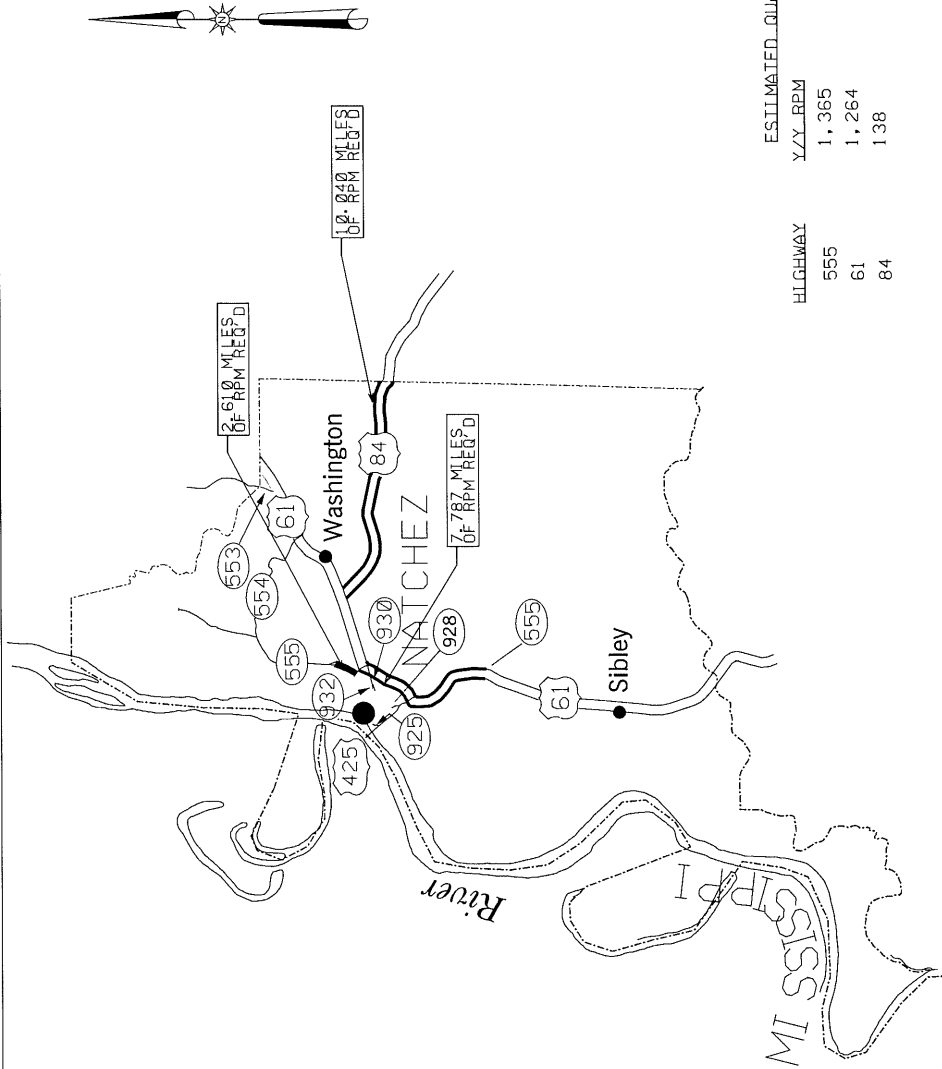 N
10.040 MILES
OF RPM REQ'D
2.610 MILES
OF RPM REQ'D
7.787 MILES
OF RPM REQ'D
553
554
61
Washington
84
NATCHEZ
555
932
930
928
425
925
555
61
Sibley
River
MISSISSIPPI
ESTIMATED
HIGHWAY Y/Y RPM
555 1,365
61 1,264
84 138